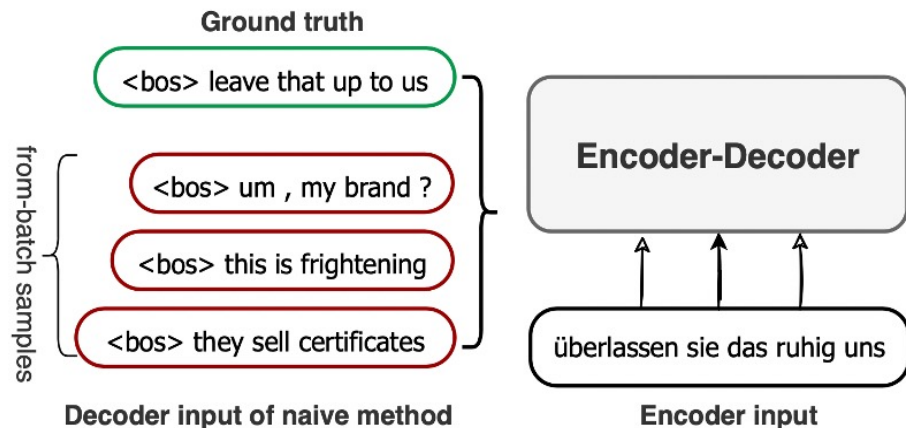 Ground truth
<bos> leave that up to us
from-batch samples
<bos> um , my brand ?
<bos> this is frightening
<bos> they sell certificates
Decoder input of naive method
Encoder-Decoder
überlassen sie das ruhig uns
Encoder input